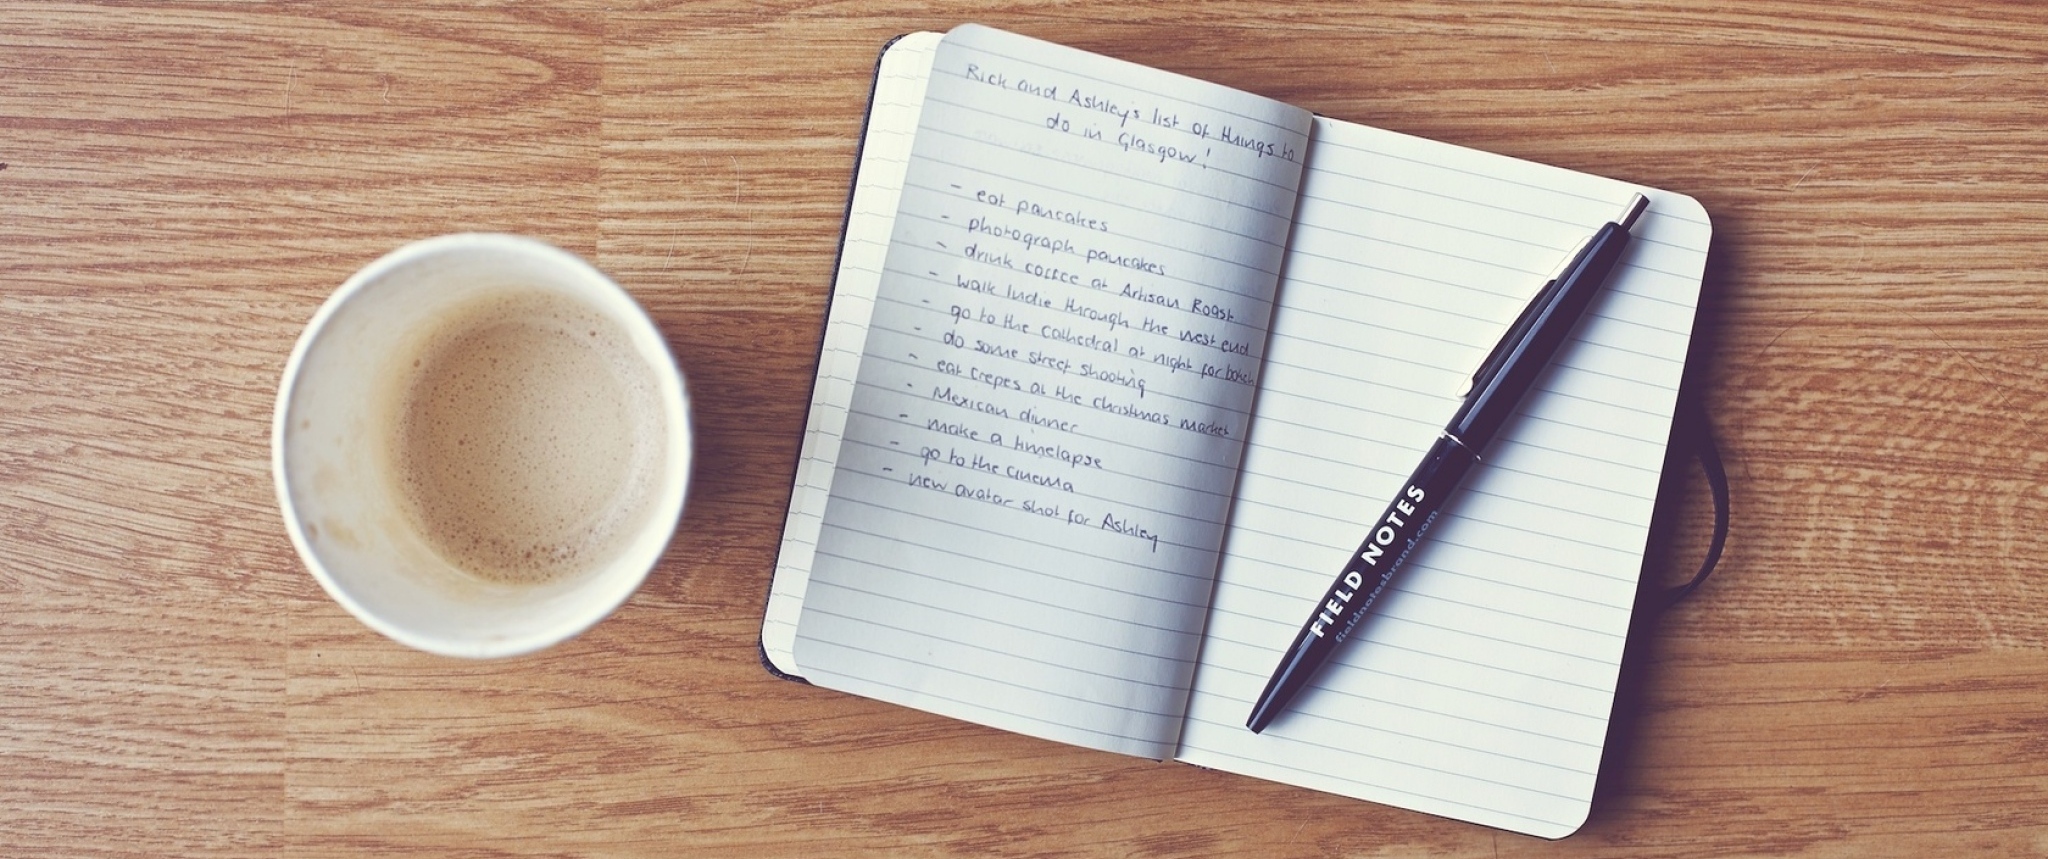 Rick and Ashley's list of things to
do in Glasgow!
- eat pancakes
- photograph pancakes
- drink coffee at Artisan Roast
- walk Indie through the west end
- go to the cathedral at night for bokeh
- do some street shooting
- eat crepes at the christmas market
- Mexican dinner
- make a timelapse
- go to the cinema
- new avatar shot for Ashley
FIELD NOTES
fieldnotesbrand.com